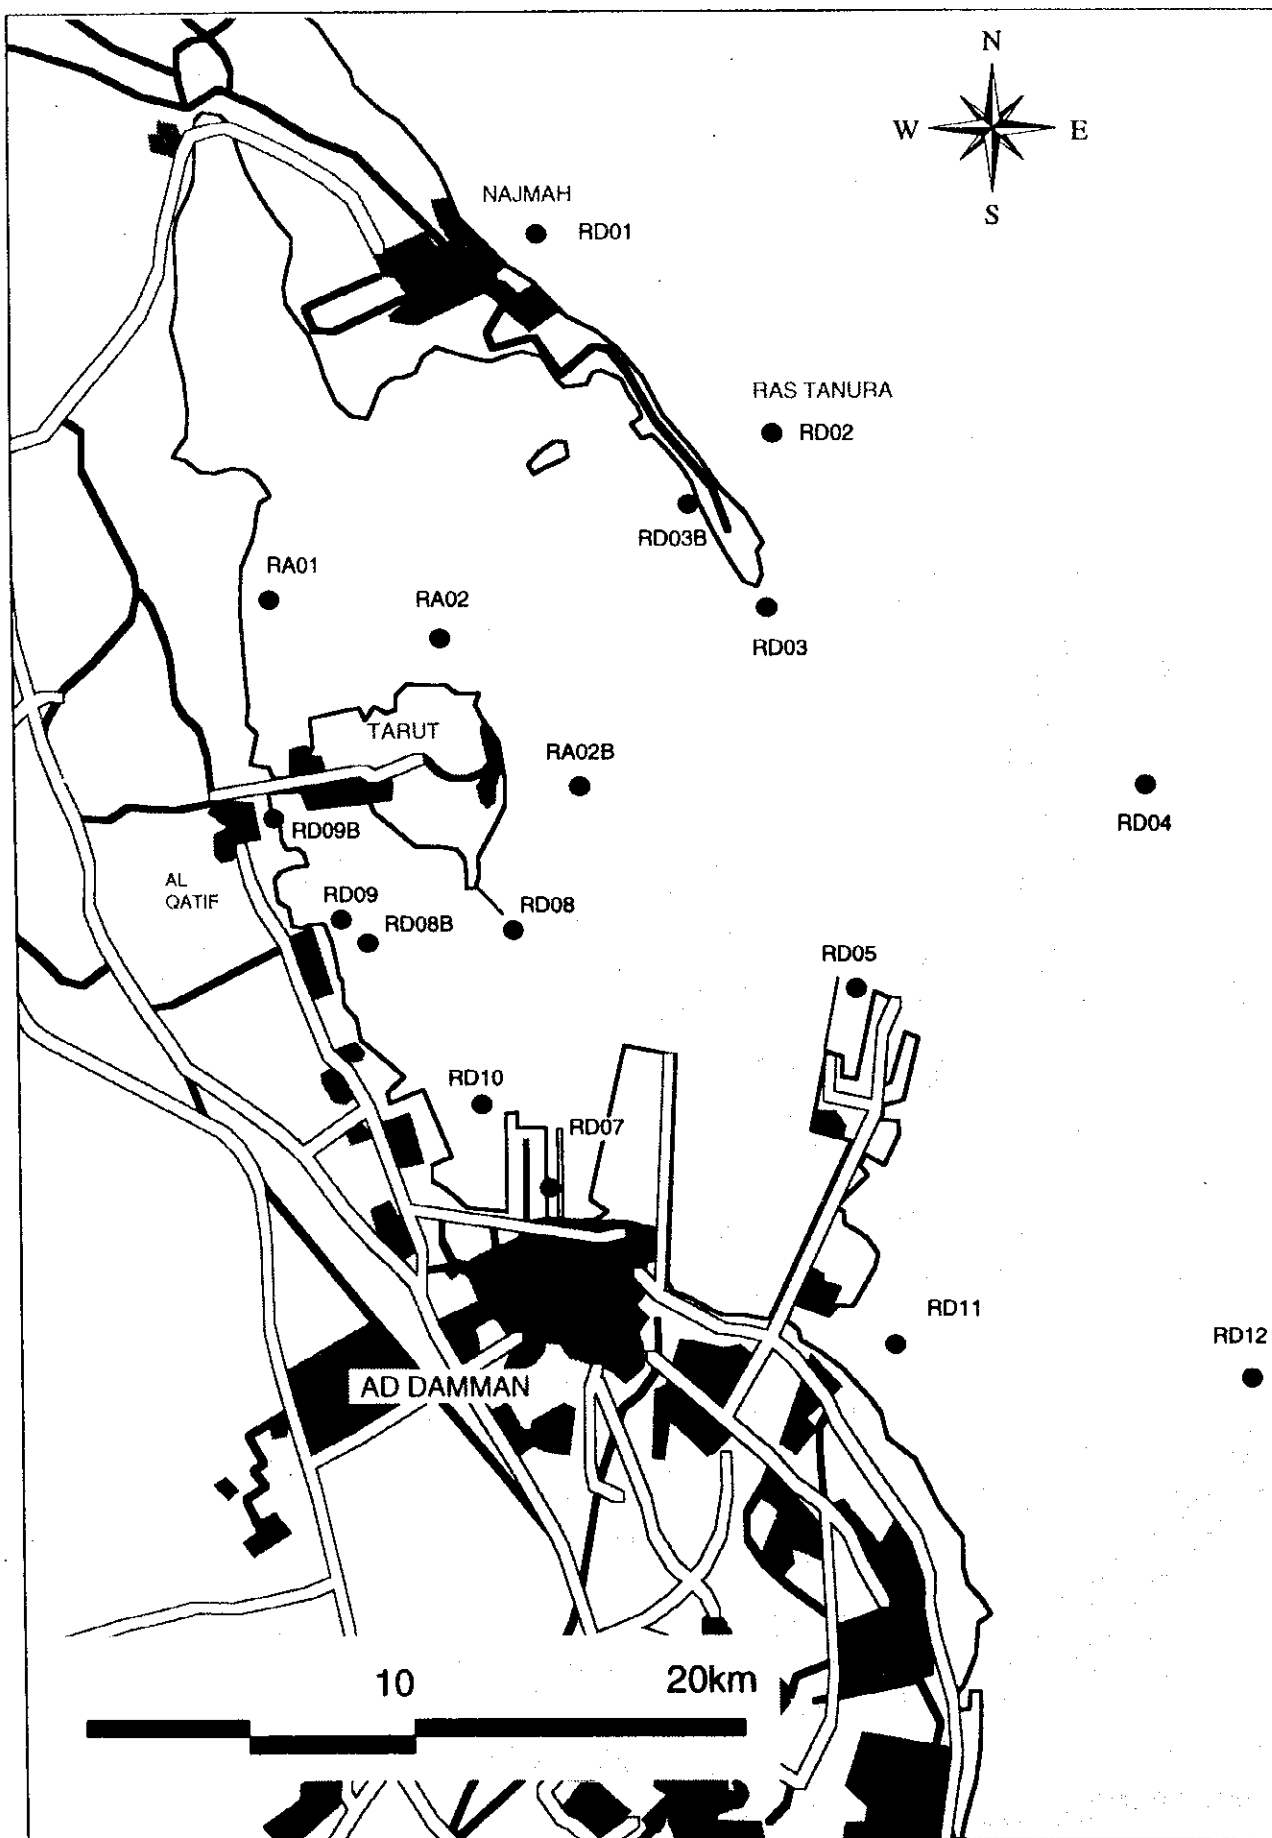 N
W E
S
NAJMAH
RD01
RAS TANURA
RD02
RD03B
RA01
RA02
RD03
TARUT
RA02B
RD04
RD09B
AL
QATIF
RD09
RD08B
RD08
RD05
RD10
RD07
RD11
RD12
AD DAMMAN
10 20km